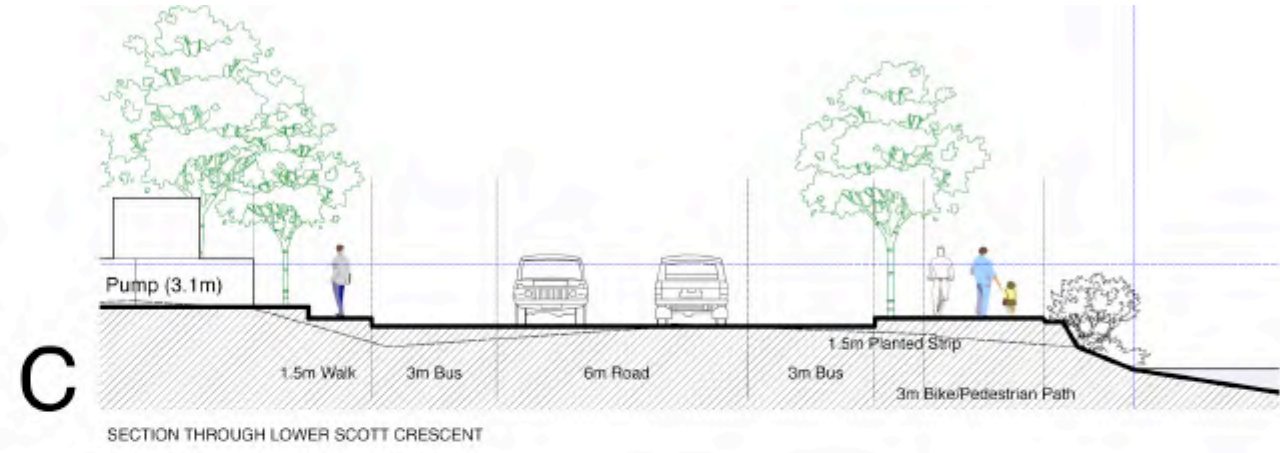 Pump (3.1m)
1.5m Planted Strip
1.5m Walk
3m Bus
6m Road
3m Bus
3m Bike/Pedestrian Path
C
SECTION THROUGH LOWER SCOTT CRESCENT